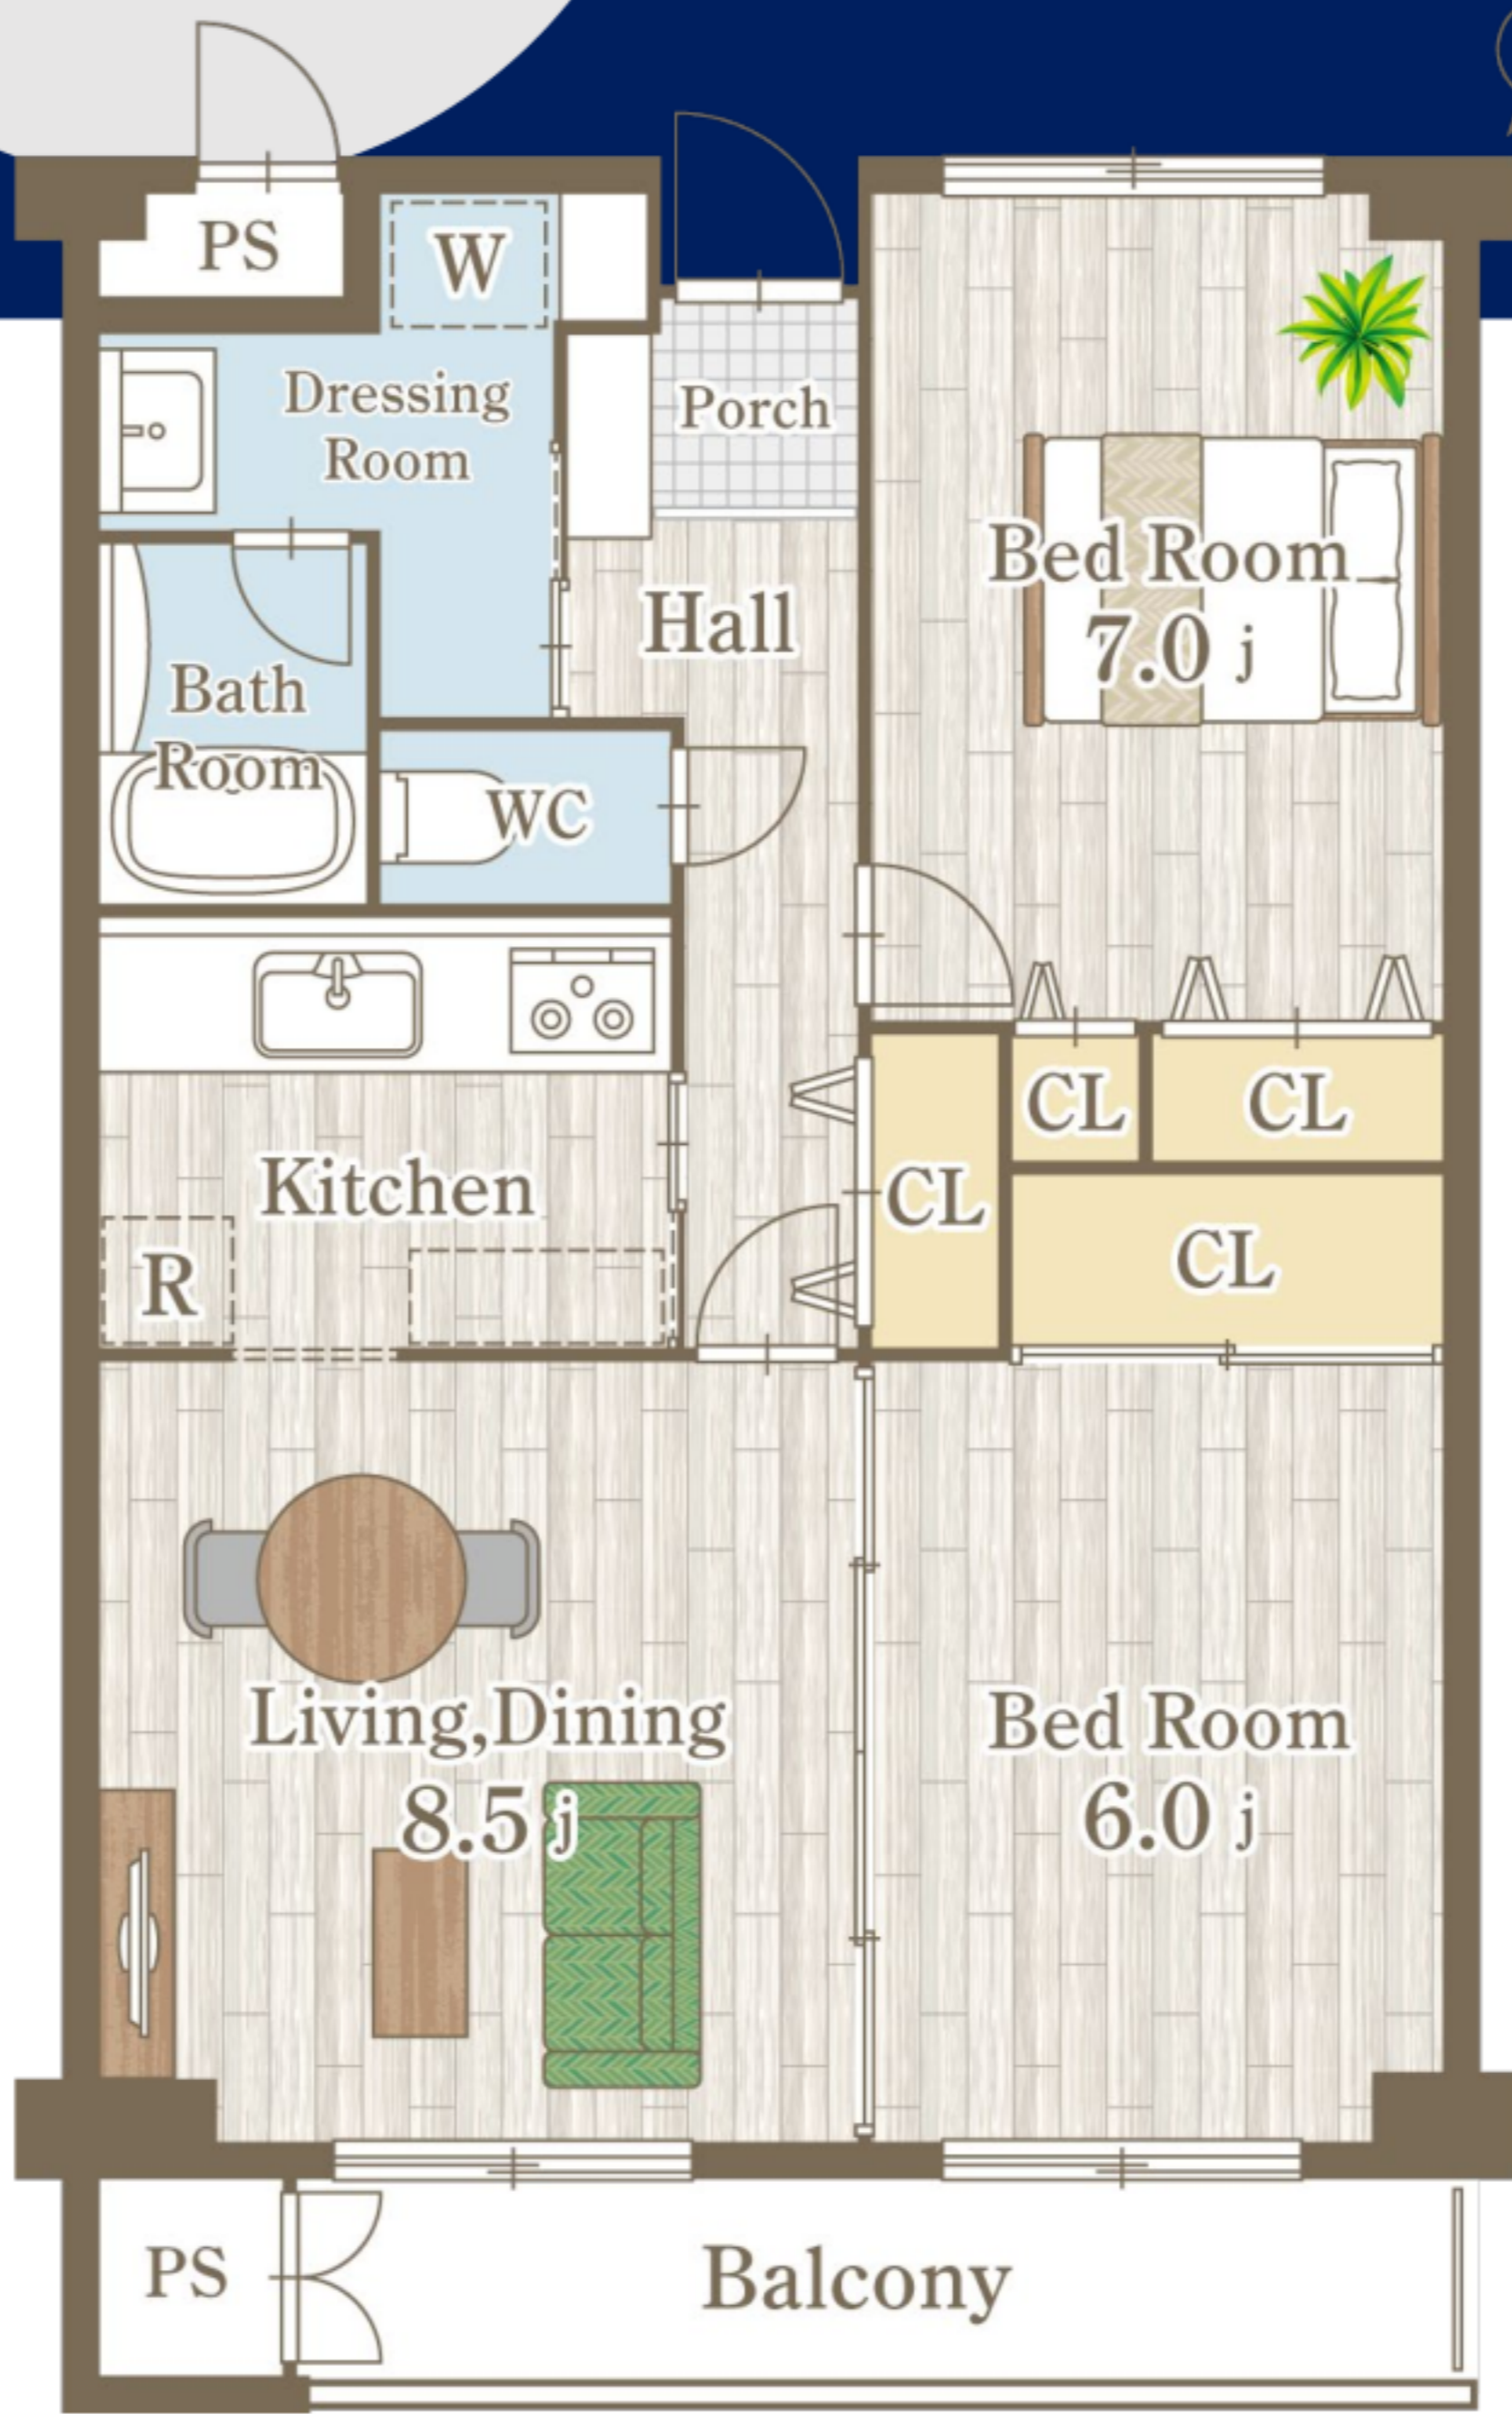 PS
W
Dressing
Room
Porch
Bed Room
7.0 j
Hall
Bath
Room
WC
CL
CL
CL
CL
Kitchen
R
Living,Dining
8.5 j
Bed Room
6.0 j
PS
Balcony